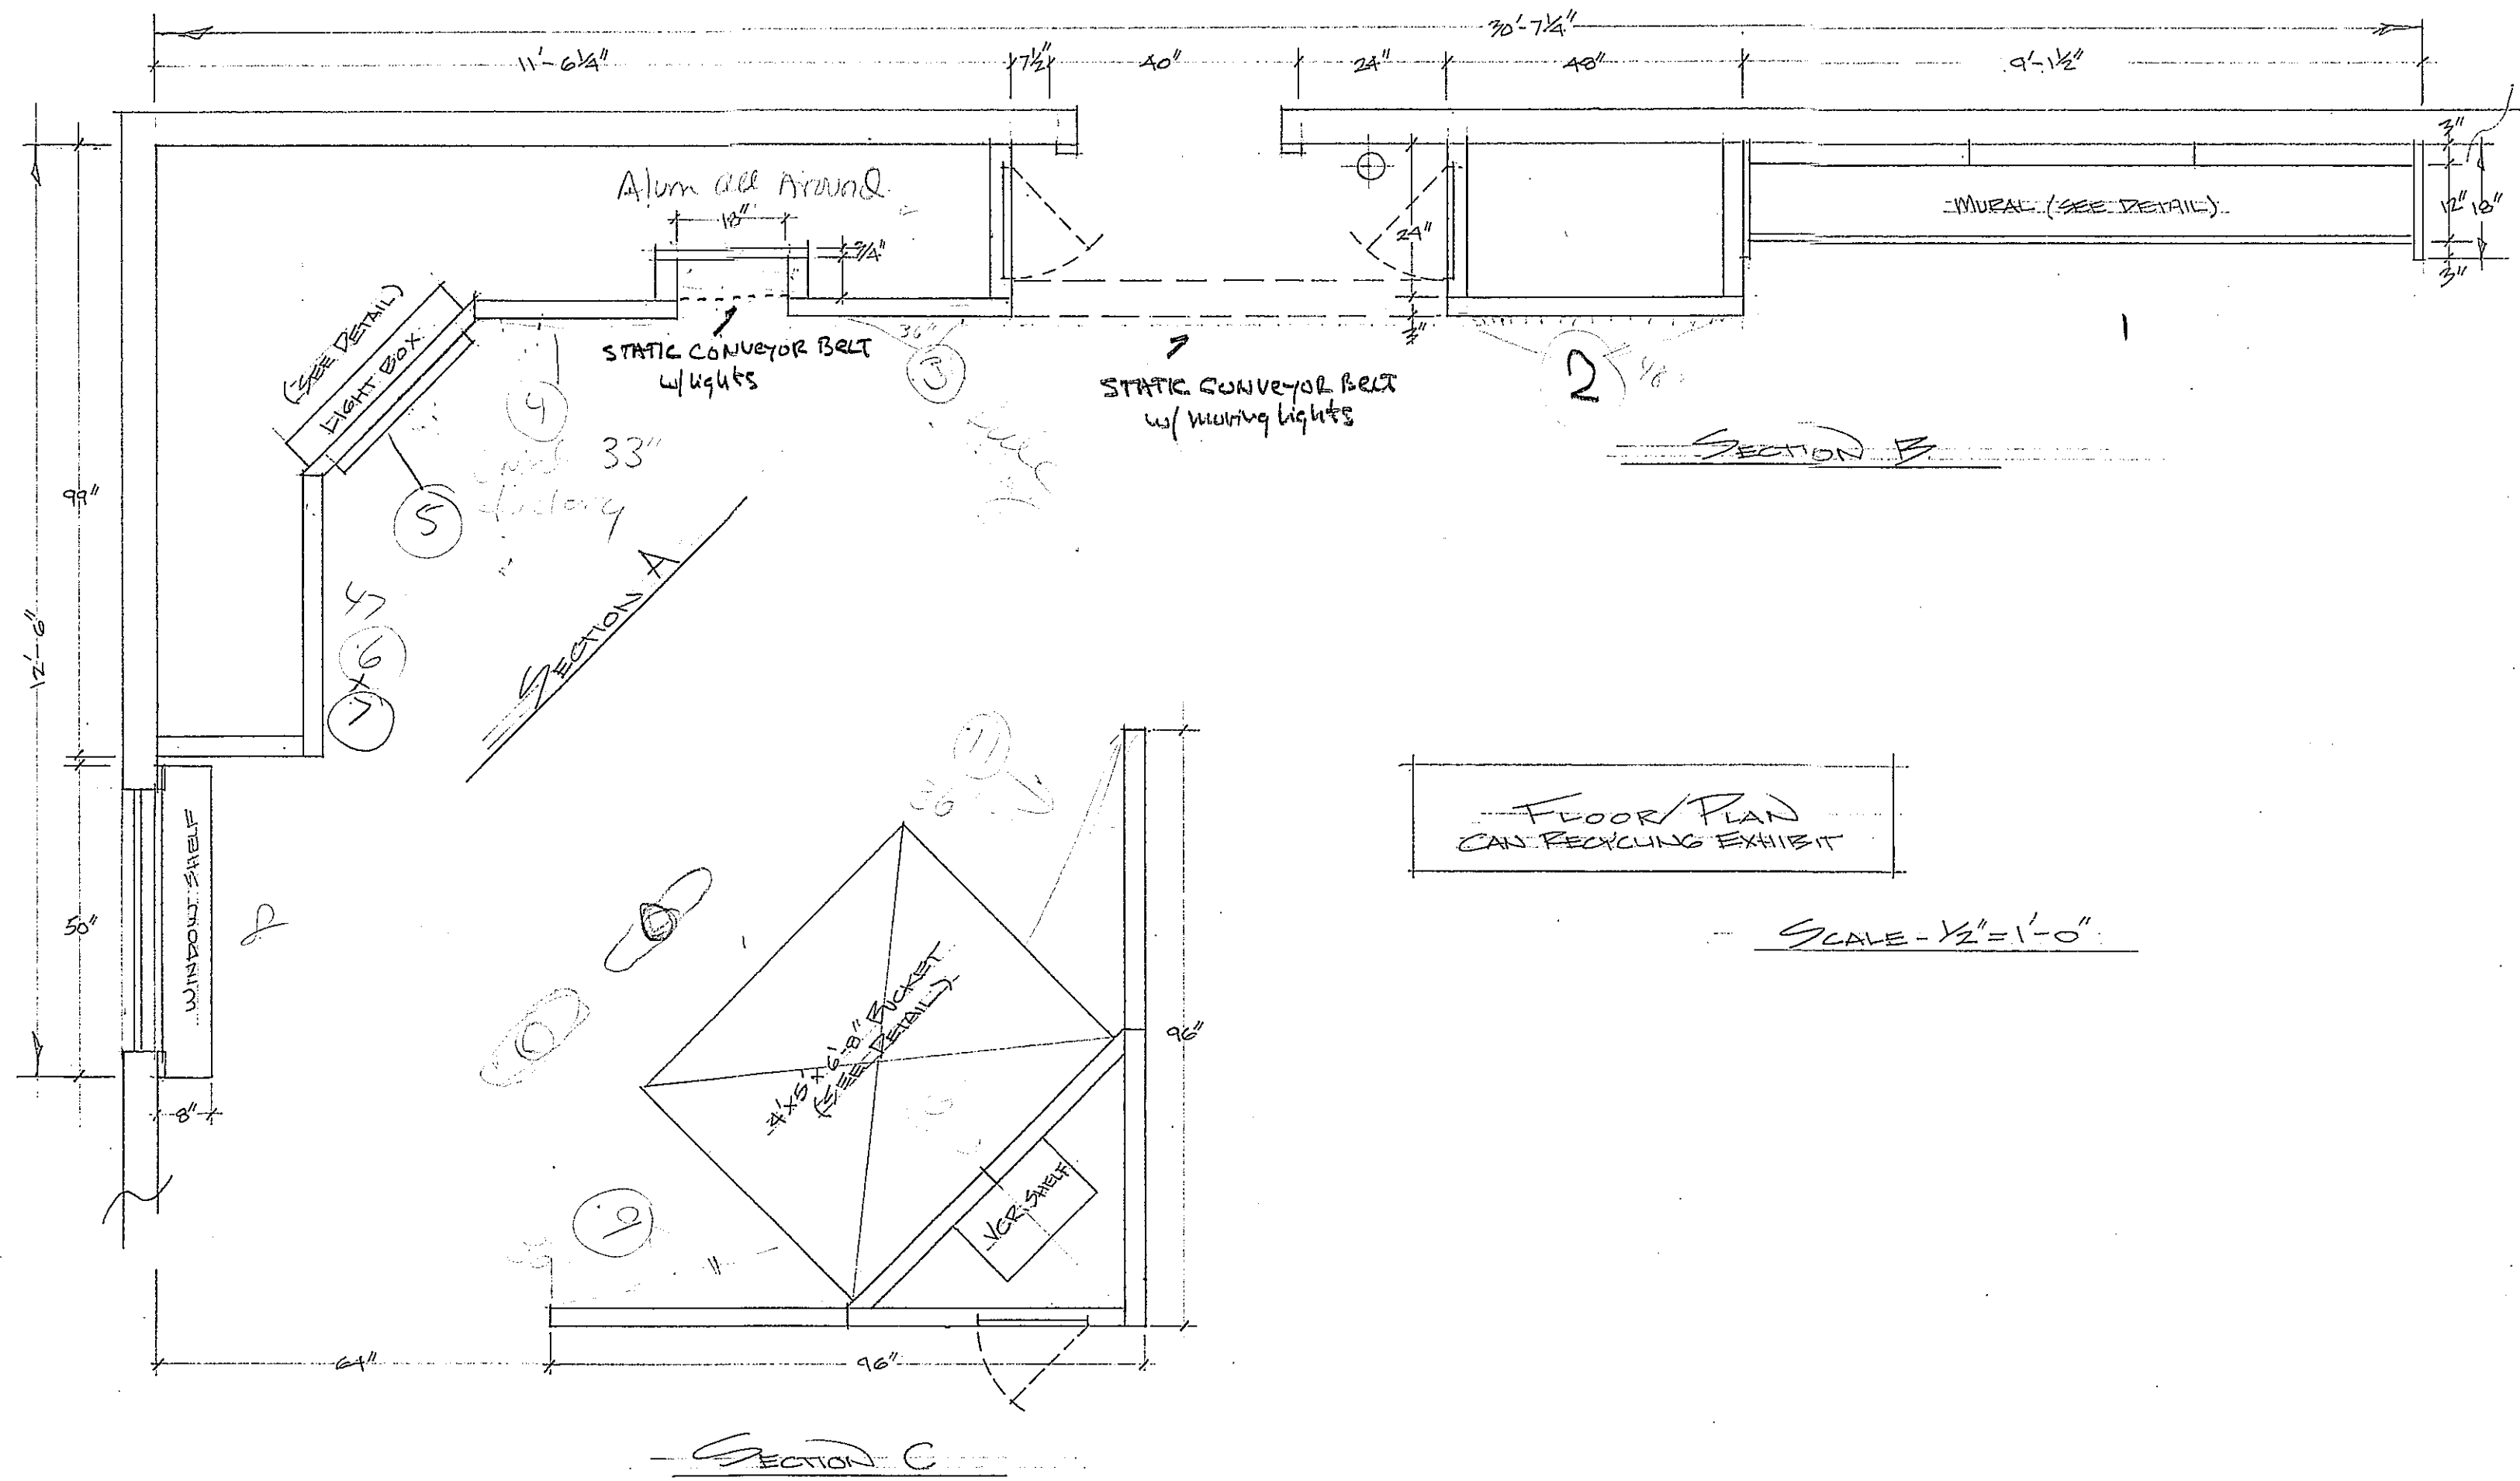 30'-7¼"
11'-6¼"
7½"
40"
24"
48"
9'-1½"
3"
12"
18"
3"
MURAL (SEE DETAIL)
Alum all Around
18"
3/4"
24"
3"
(SEE DETAIL)
LIGHT BOX
STATIC CONVEYOR BELT
w/lights
36"
3
STATIC CONVEYOR BELT
w/ moving lights
2
48
1
SECTION B
4
33"
5
99"
12'-6"
SECTION A
47
6
7
11
36
FLOOR PLAN
CAN RECYCLING EXHIBIT
SCALE - ½" = 1'-0"
WINDOW SHELF
8
50"
8"
4'x5'x6'-8" BUCKET
(SEE DETAIL)
96"
VCR SHELF
64"
96"
SECTION C